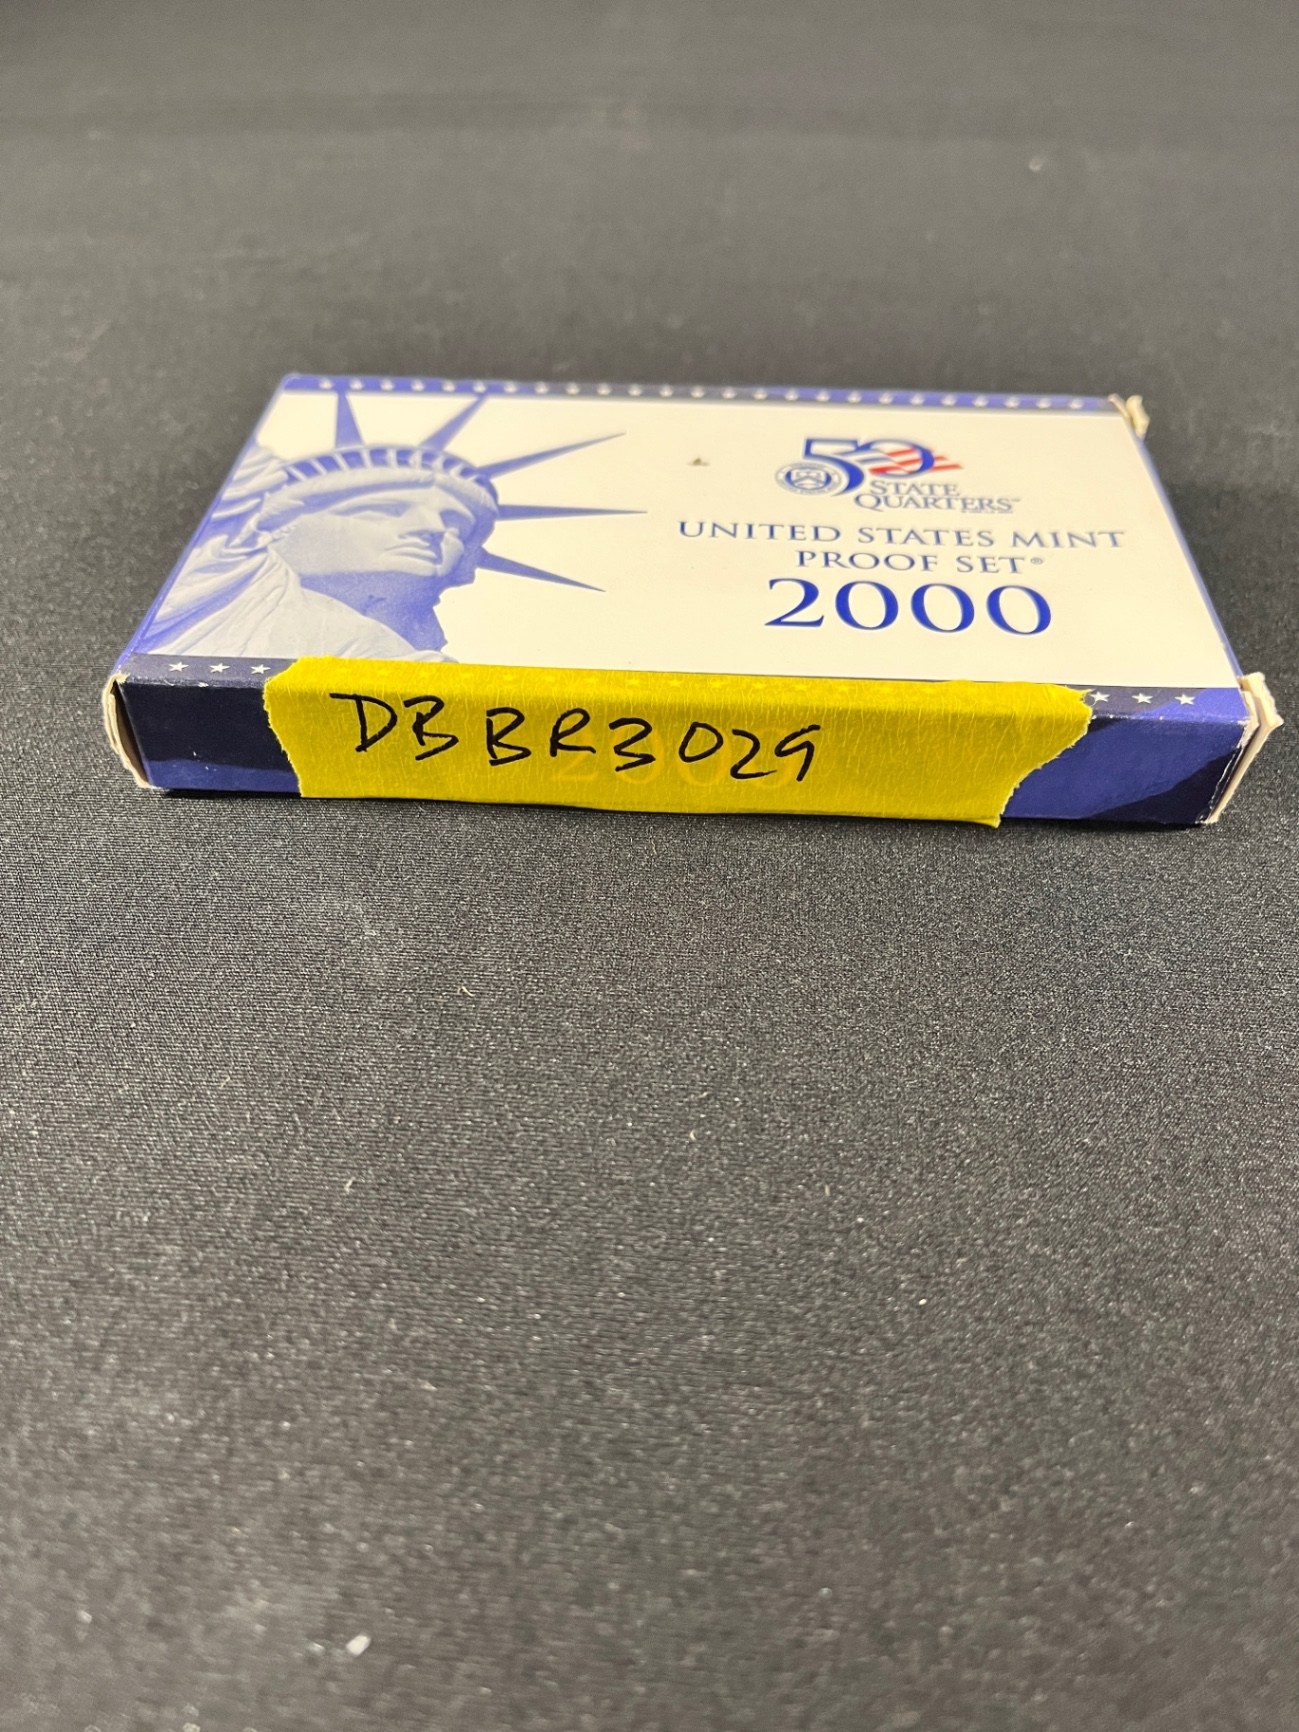 50
STATE
QUARTERS
UNITED STATES MINT
PROOF SET®
2000
DBBR3029